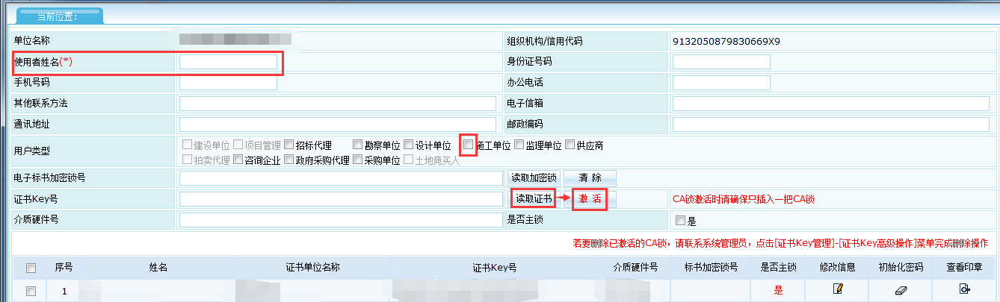 当前位置：
单位名称 组织机构/信用代码 9132050879830669X9
使用者姓名(*) 身份证号码
手机号码 办公电话
其他联系方法 电子信箱
通讯地址 邮政编码
用户类型 建设单位 项目管理 招标代理 勘察单位 设计单位 施工单位 监理单位 供应商
拍卖代理 咨询企业 政府采购代理 采购单位 土地竞买人
电子标书加密锁号 读取加密锁 清 除
证书Key号 读取证书 激 活 CA锁激活时请确保只插入一把CA锁
介质硬件号 是否主锁 是
若要删除已激活的CA锁，请联系系统管理员，点击[证书Key管理]-[证书Key高级操作]菜单完成删除操作
序号 姓名 证书单位名称 证书Key号 介质硬件号 标书加密锁号 是否主锁 修改信息 初始化密码 查看印章
1 是